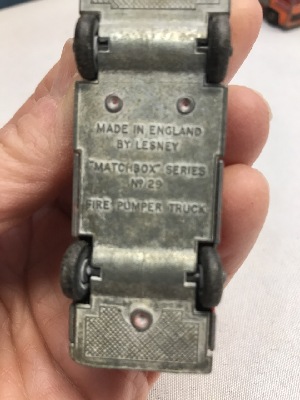 MADE IN ENGLAND
BY LESNEY
"MATCHBOX" SERIES
Nº 29
FIRE PUMPER TRUCK